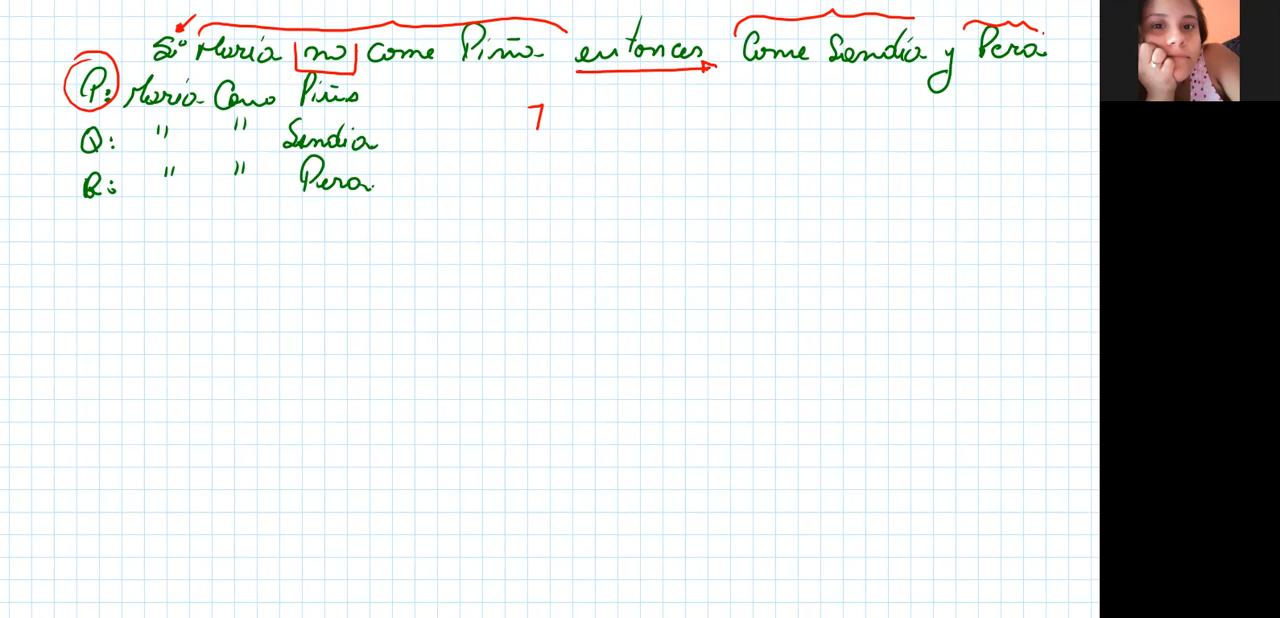 Si María no come Piña entonces Come Sandía y Pera
P: María Come Piña
Q: " " Sandia
R: " " Pera.
¬